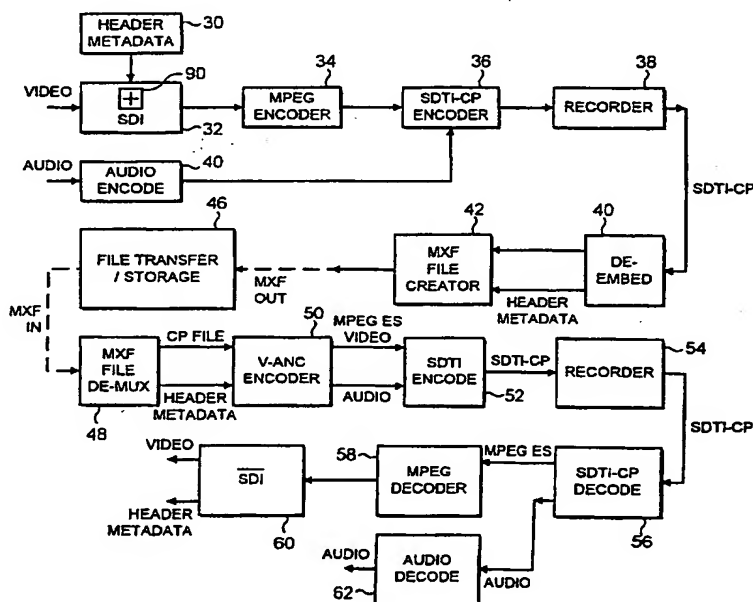 HEADER
METADATA
30
VIDEO
90
+
SDI
32
34
MPEG
ENCODER
36
SDTI-CP
ENCODER
38
RECORDER
AUDIO
40
AUDIO
ENCODE
SDTI-CP
46
FILE TRANSFER
/ STORAGE
MXF
OUT
42
MXF
FILE
CREATOR
HEADER
METADATA
40
DE-
EMBED
MXF
IN
MXF
FILE
DE-MUX
48
CP FILE
HEADER
METADATA
50
V-ANC
ENCODER
MPEG ES
VIDEO
AUDIO
SDTI
ENCODE
52
SDTI-CP
54
RECORDER
SDTI-CP
VIDEO
HEADER
METADATA
SDI
60
58
MPEG
DECODER
MPEG ES
SDTi-CP
DECODE
56
AUDIO
62
AUDIO
DECODE
AUDIO